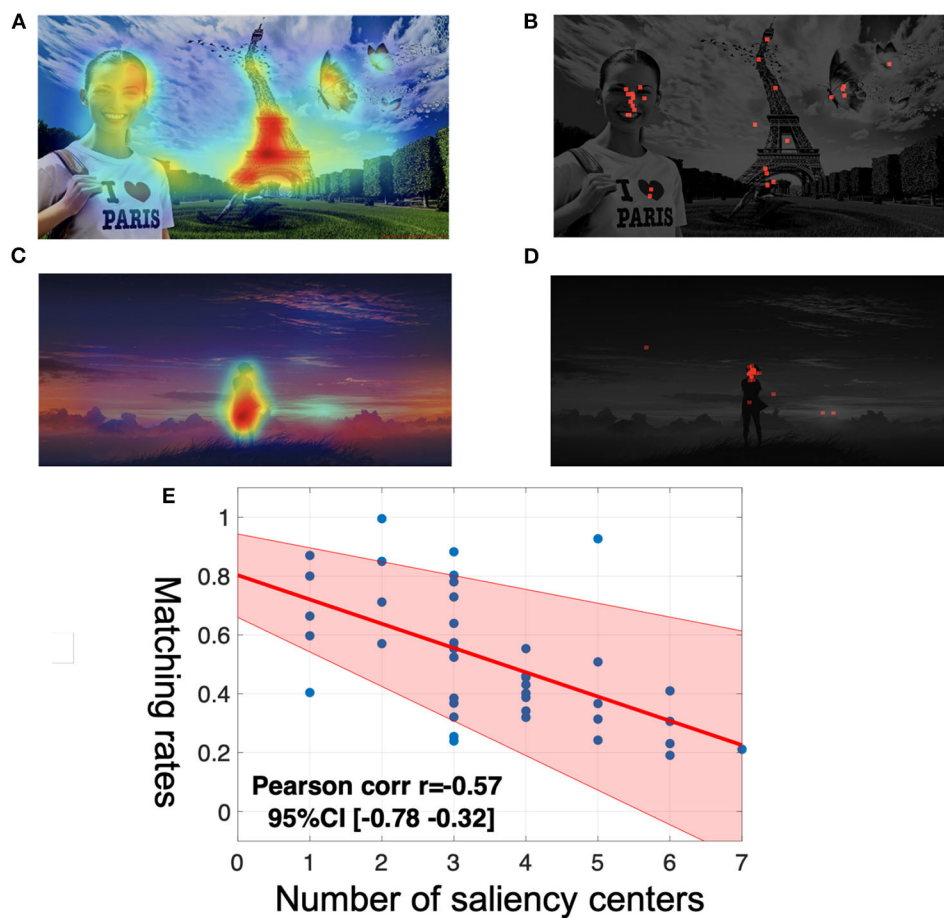 A
B
I
PARIS
I
PARIS
C
D
E
Matching rates
1
0.8
0.6
0.4
0.2
0
Pearson corr r=-0.57
95%CI [-0.78 -0.32]
0 1 2 3 4 5 6 7
Number of saliency centers